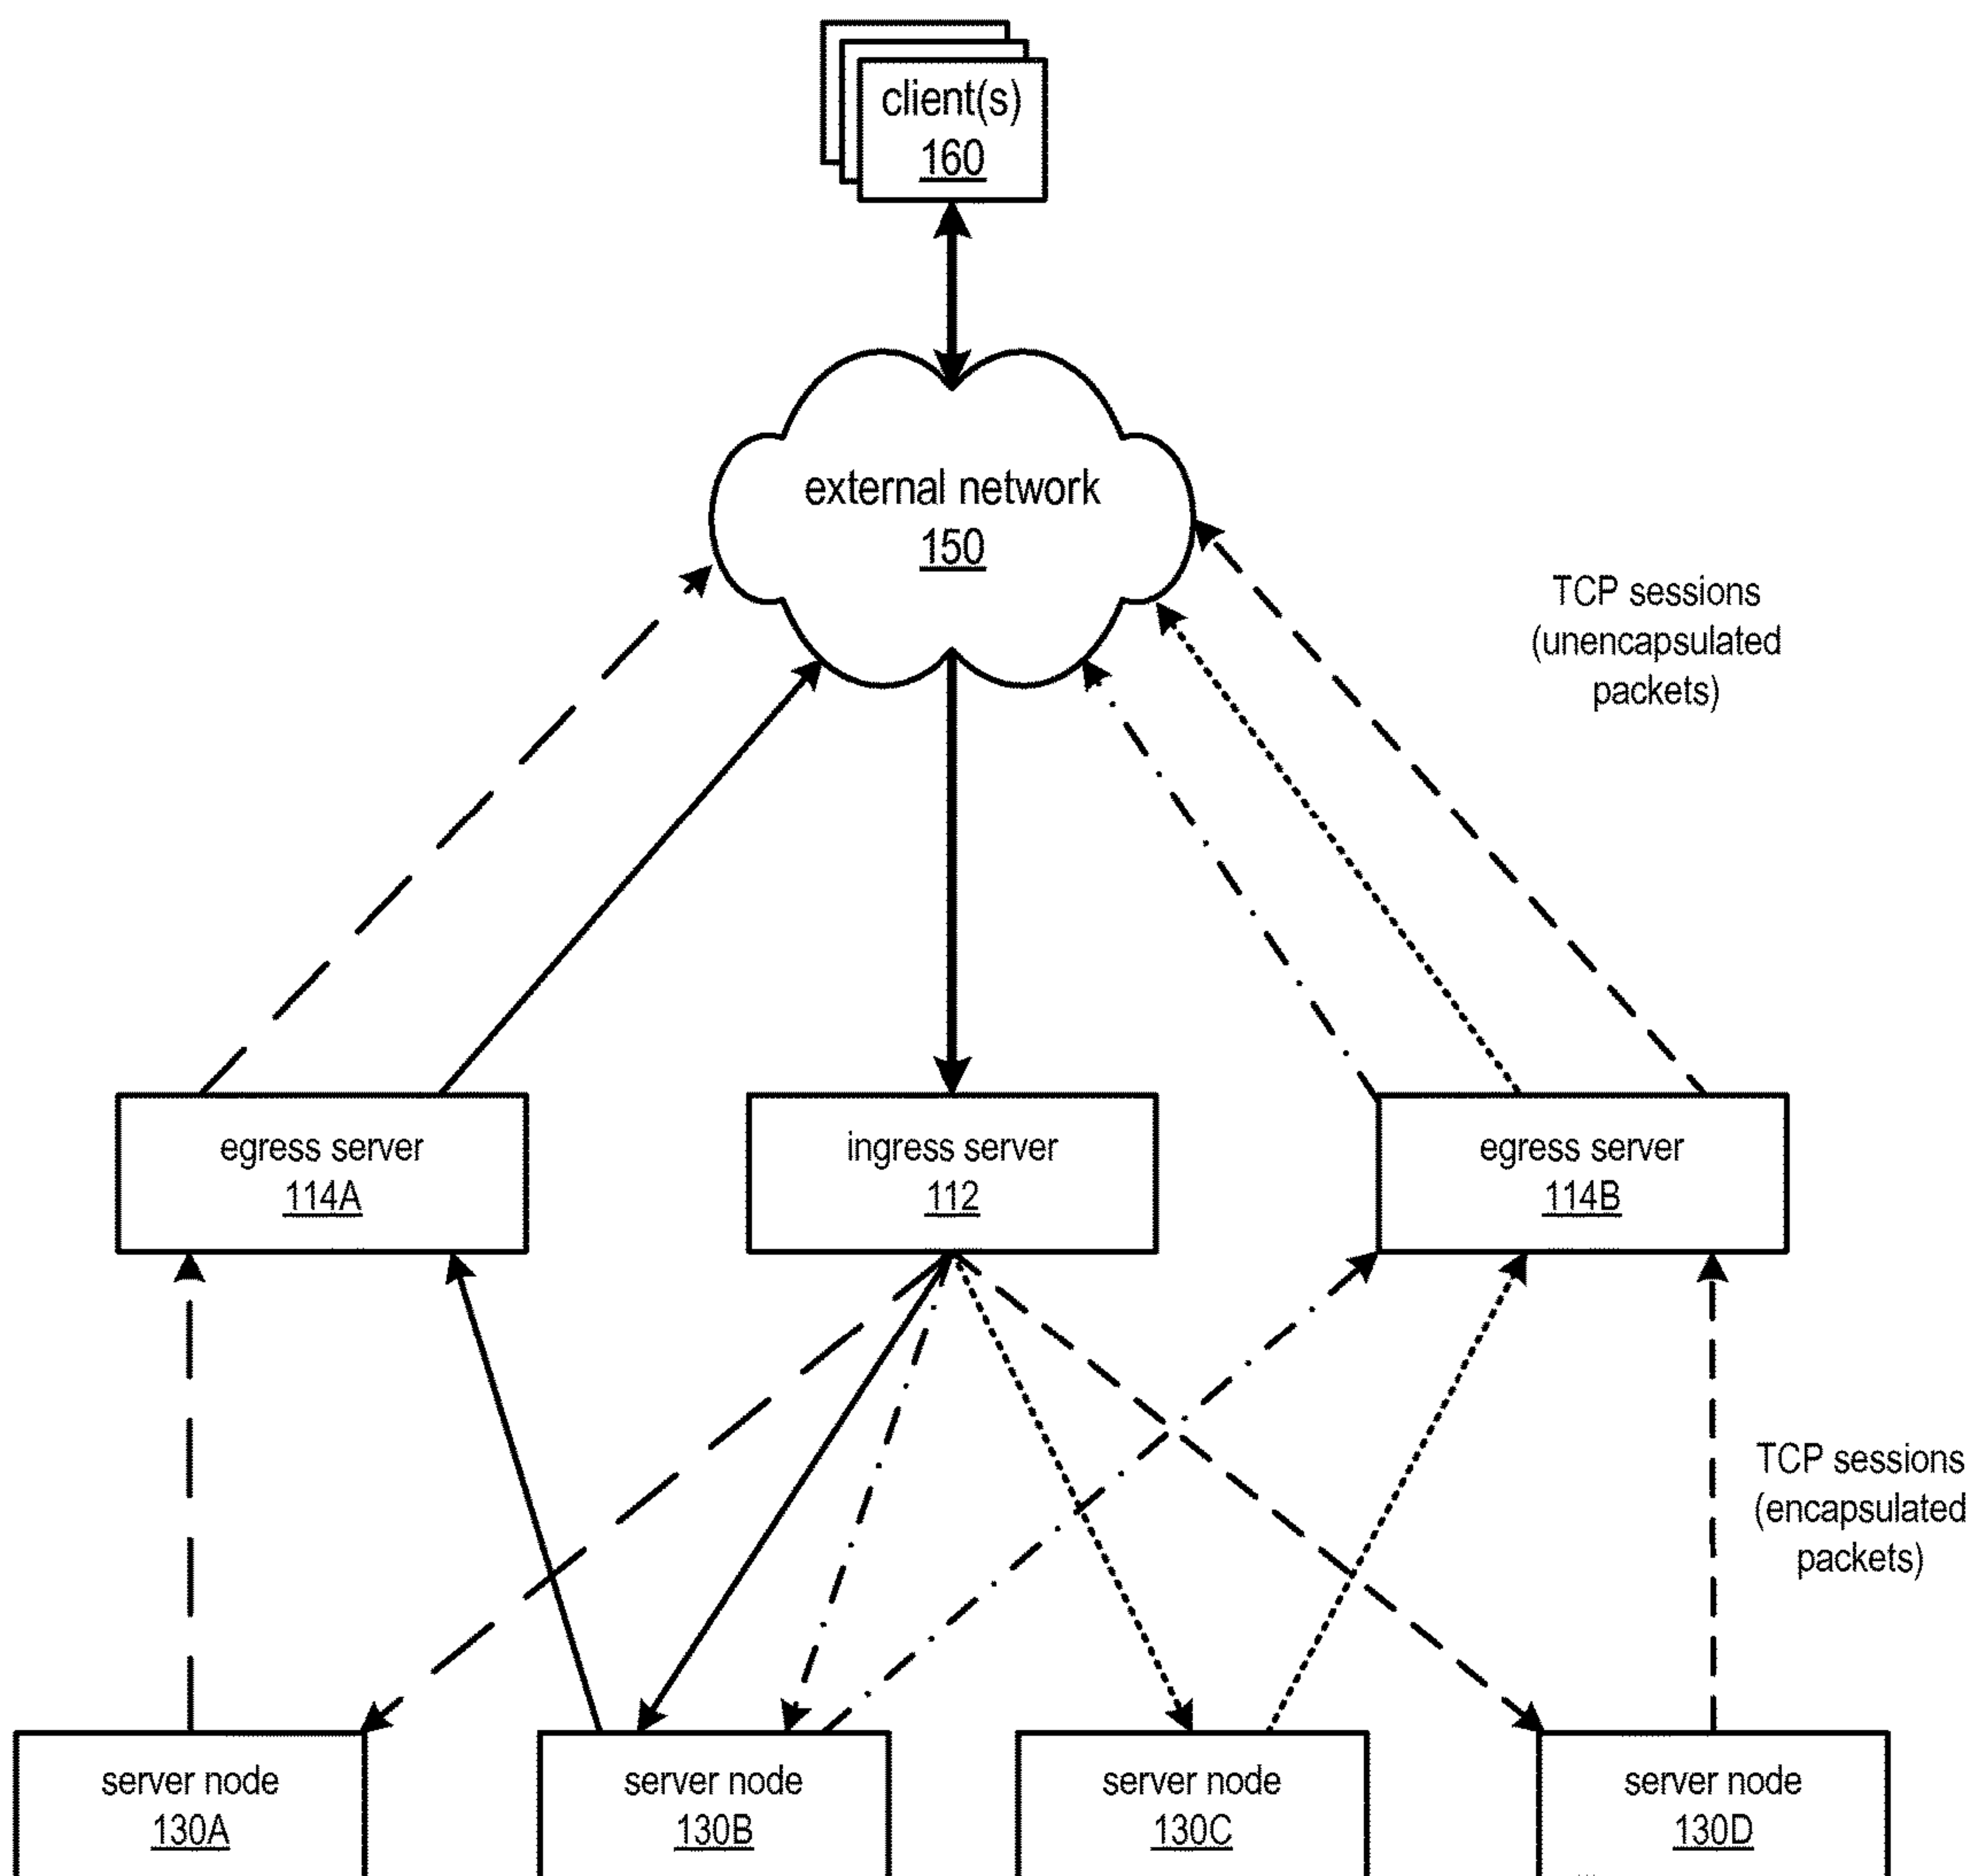 client(s)
160
external network
150
TCP sessions
(unencapsulated
packets)
egress server
114A
ingress server
112
egress server
114B
TCP sessions
(encapsulated
packets)
server node
130A
server node
130B
server node
130C
server node
130D